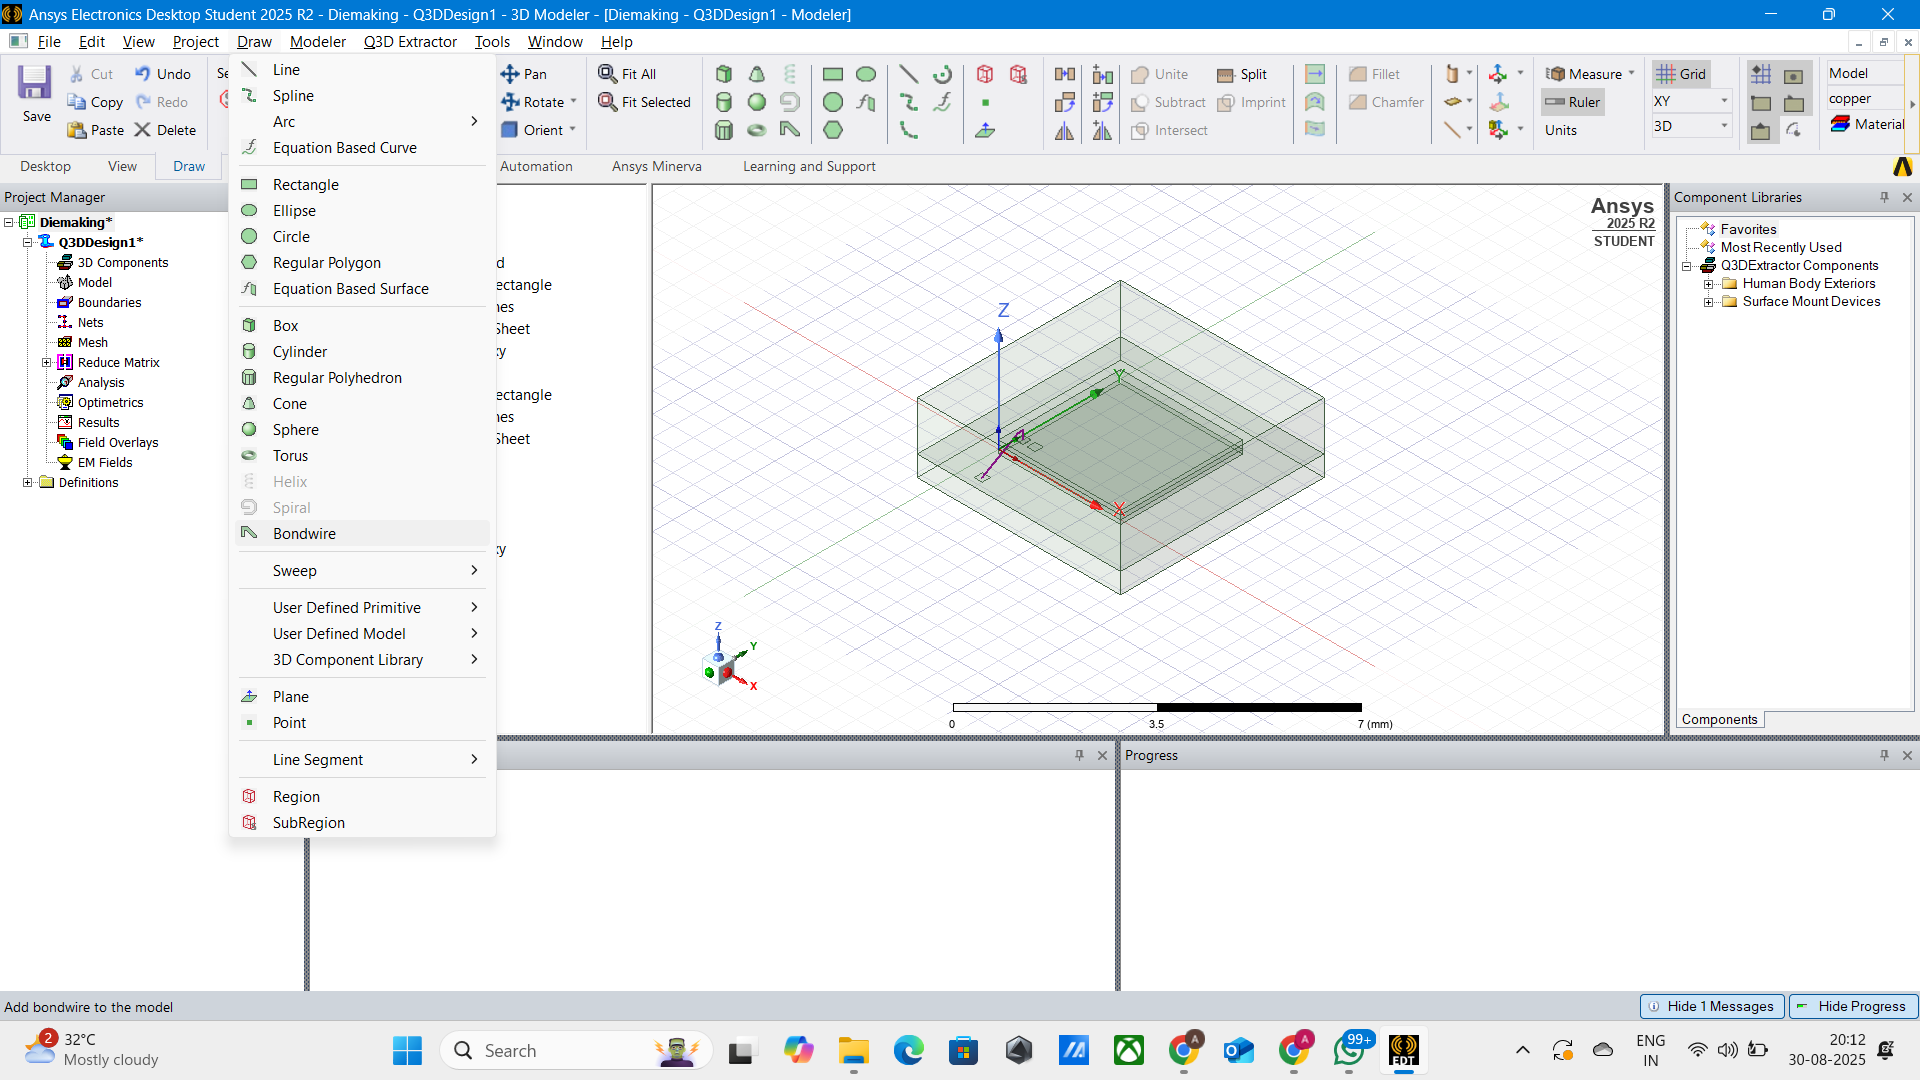 Ansys Electronics Desktop Student 2025 R2 - Diemaking - Q3DDesign1 - 3D Modeler - [Diemaking - Q3DDesign1 - Modeler]
File Edit View Project Draw Modeler Q3D Extractor Tools Window Help
Save
Cut
Copy
Paste
Undo
Redo
Delete
Se
Pan
Rotate
Orient
Fit All
Fit Selected
Unite
Subtract
Intersect
Split
Imprint
Fillet
Chamfer
Measure
Ruler
Units
Grid
XY
3D
Model
copper
Material
Desktop View Draw Automation Ansys Minerva Learning and Support
Project Manager
Diemaking*
Q3DDesign1*
3D Components
Model
Boundaries
Nets
Mesh
Reduce Matrix
Analysis
Optimetrics
Results
Field Overlays
EM Fields
Definitions
Line
Spline
Arc
Equation Based Curve
Rectangle
Ellipse
Circle
Regular Polygon
Equation Based Surface
Box
Cylinder
Regular Polyhedron
Cone
Sphere
Torus
Helix
Spiral
Bondwire
Sweep
User Defined Primitive
User Defined Model
3D Component Library
Plane
Point
Line Segment
Region
SubRegion
d
ectangle
nes
Sheet
xy
ectangle
nes
Sheet
xy
Ansys
2025 R2
STUDENT
Z
Y
X
Z
Y
X
0 3.5 7 (mm)
Component Libraries
Favorites
Most Recently Used
Q3DExtractor Components
Human Body Exteriors
Surface Mount Devices
Components
Progress
Add bondwire to the model
Hide 1 Messages
Hide Progress
2
32°C
Mostly cloudy
Search
A
A
99+
EDT
ENG
IN
20:12
30-08-2025